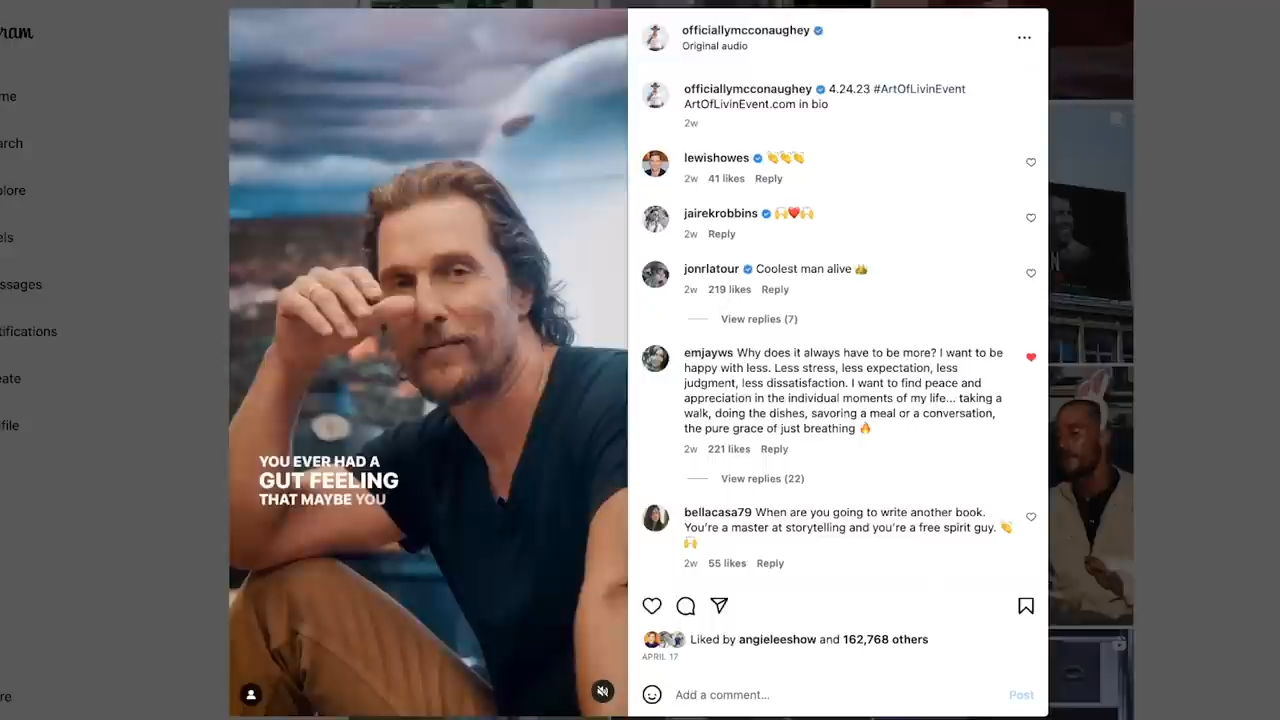 ram
me
arch
plore
els
ssages
tifications
eate
file
re
YOU EVER HAD A
GUT FEELING
THAT MAYBE YOU
officiallymcconaughey
Original audio
officiallymcconaughey 4.24.23 #ArtOfLivinEvent
ArtOfLivinEvent.com in bio
2w
lewishowes 👏👏👏
2w 41 likes Reply
jairekrobbins 🙌❤️🙌
2w Reply
jonrlatour Coolest man alive
2w 219 likes Reply
View replies (7)
emjayws Why does it always have to be more? I want to be
happy with less. Less stress, less expectation, less
judgment, less dissatisfaction. I want to find peace and
appreciation in the individual moments of my life... taking a
walk, doing the dishes, savoring a meal or a conversation,
the pure grace of just breathing 🔥
2w 221 likes Reply
View replies (22)
bellacasa79 When are you going to write another book.
You're a master at storytelling and you're a free spirit guy. 👏
🙌
2w 55 likes Reply
Liked by angieleeshow and 162,768 others
APRIL 17
Add a comment...
Post